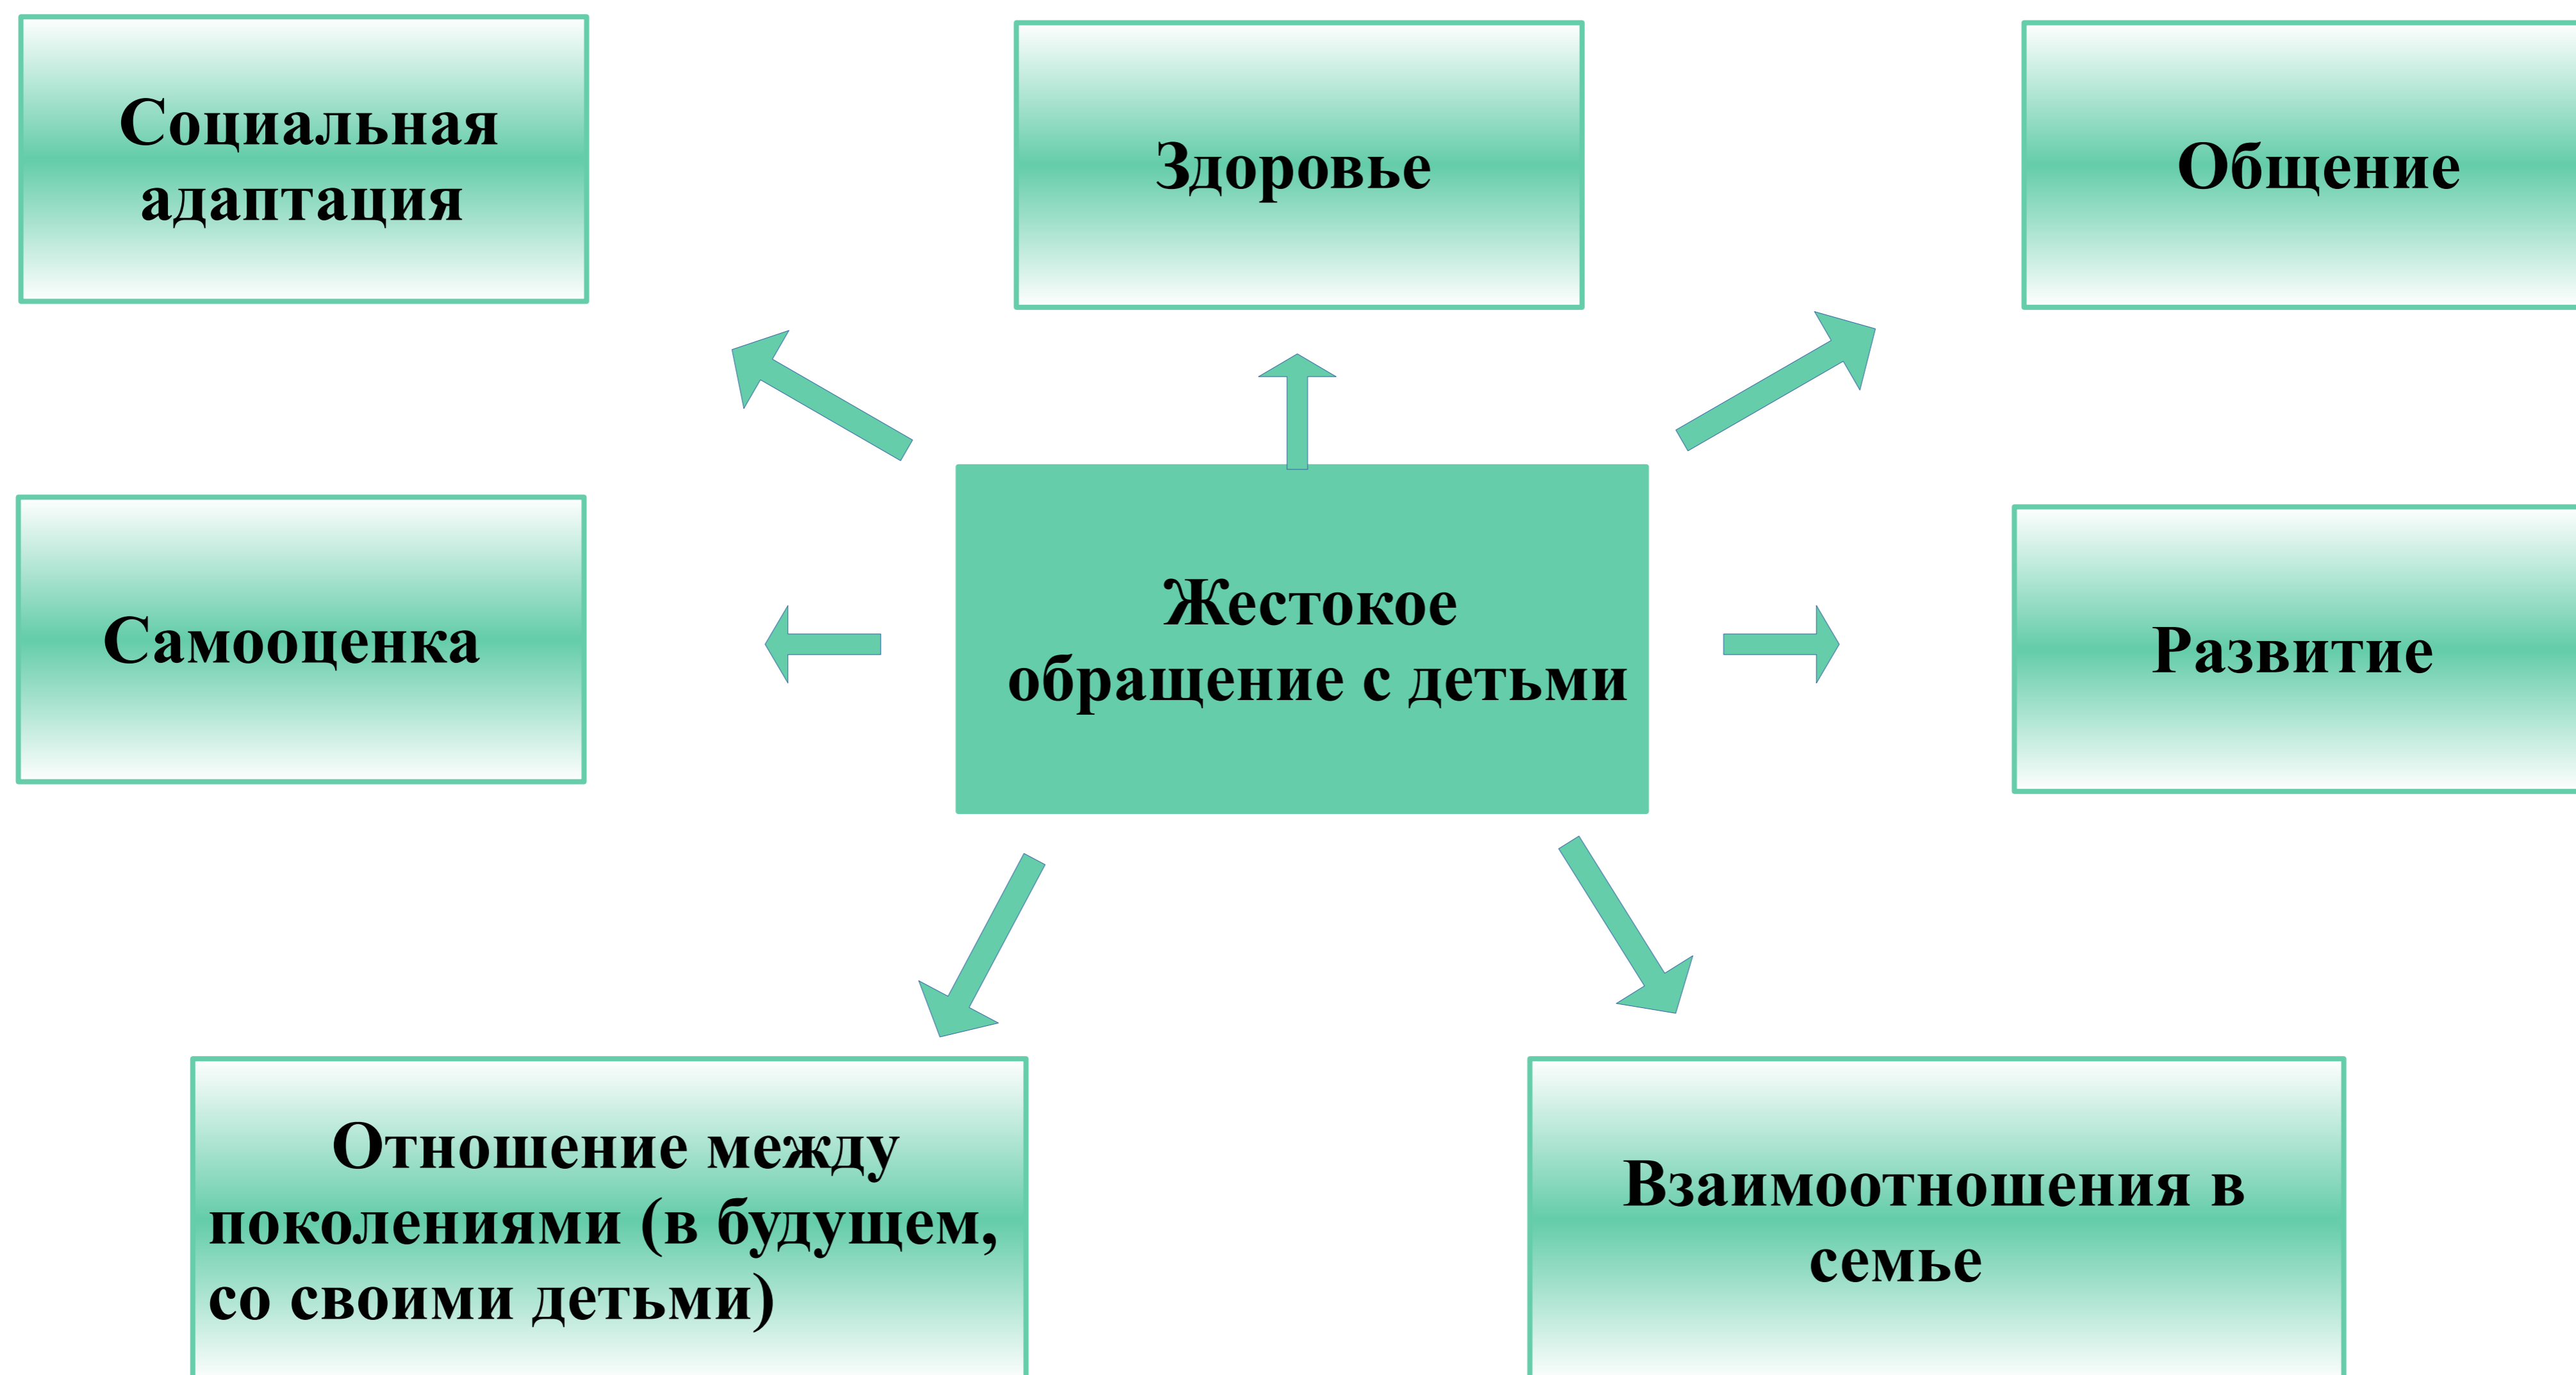 Социальная
адаптация
Здоровье
Общение
Самооценка
Жестокое
обращение с детьми
Развитие
Отношение между
поколениями (в будущем,
со своими детьми)
Взаимоотношения в
семье